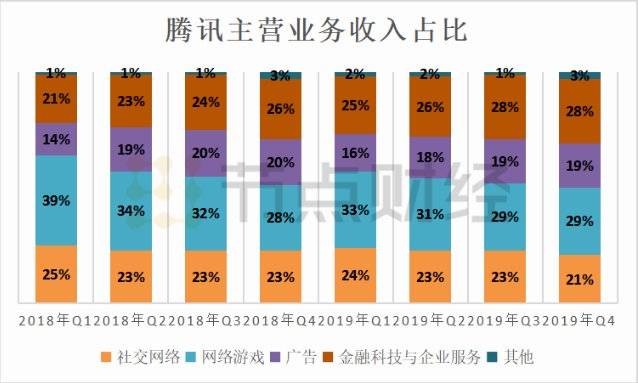 腾讯主营业务收入占比
1% 1% 1% 3% 2% 2% 1% 3%
21% 23% 24% 26% 25% 26% 28% 28%
14% 19% 20% 20% 16% 18% 19% 19%
39% 34% 32% 28% 33% 31% 29% 29%
25% 23% 23% 23% 24% 23% 23% 21%
节点财经
2018年Q1 2018年Q2 2018年Q3 2018年Q4 2019年Q1 2019年Q2 2019年Q3 2019年Q4
社交网络 网络游戏 广告 金融科技与企业服务 其他